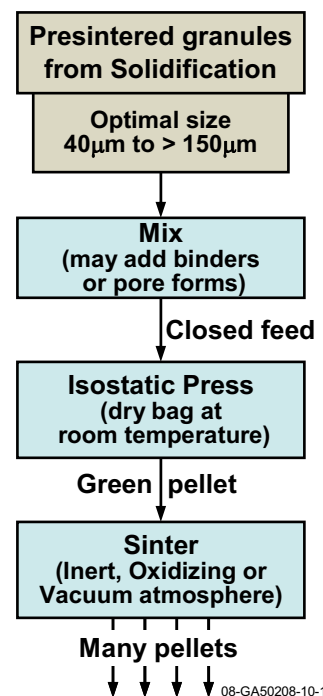 Presintered granules
from Solidification
Optimal size
40μm to > 150μm
Mix
(may add binders
or pore forms)
Closed feed
Isostatic Press
(dry bag at
room temperature)
Green pellet
Sinter
(Inert, Oxidizing or
Vacuum atmosphere)
Many pellets